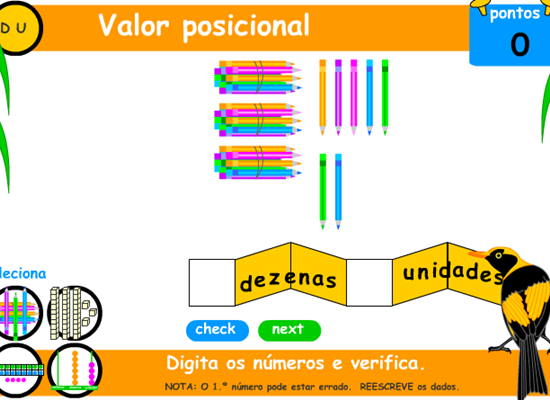 D U
Valor posicional
pontos
0
dezenas
unidades
leciona
check
next
Digita os números e verifica.
NOTA: O 1.º número pode estar errado. REESCREVE os dados.